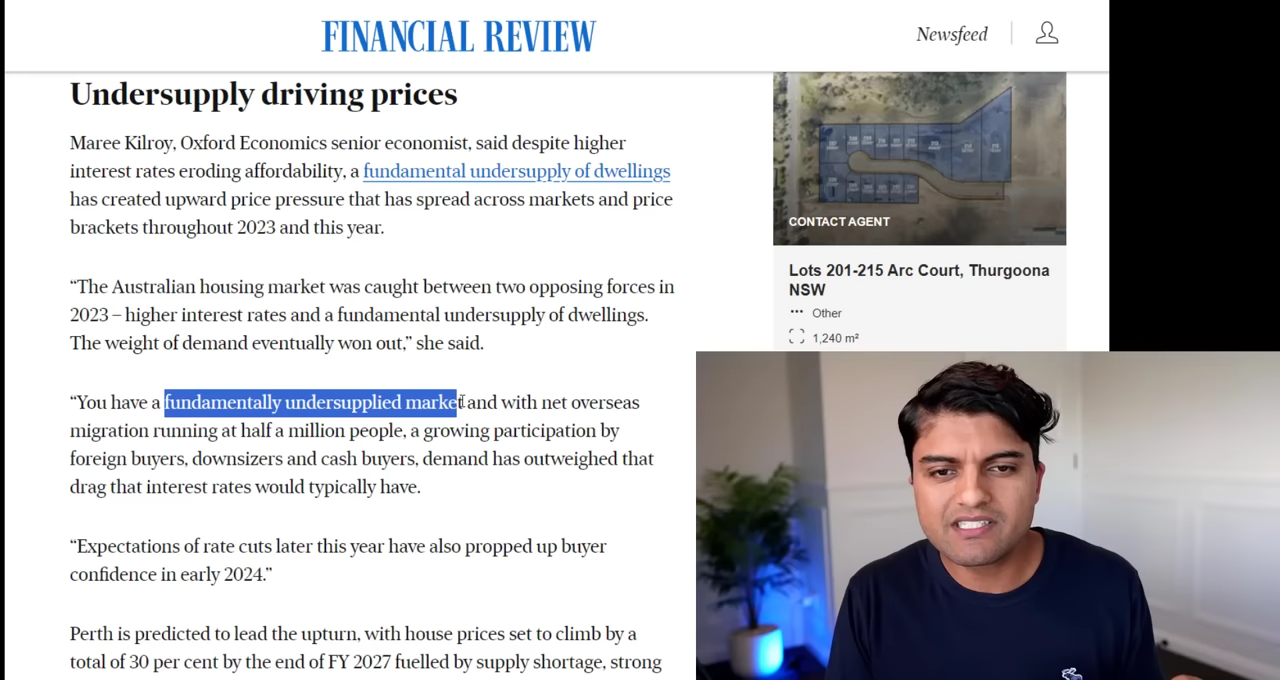 FINANCIAL REVIEW
Newsfeed
Undersupply driving prices
Maree Kilroy, Oxford Economics senior economist, said despite higher
interest rates eroding affordability, a fundamental undersupply of dwellings
has created upward price pressure that has spread across markets and price
brackets throughout 2023 and this year.
“The Australian housing market was caught between two opposing forces in
2023 – higher interest rates and a fundamental undersupply of dwellings.
The weight of demand eventually won out,” she said.
“You have a fundamentally undersupplied market and with net overseas
migration running at half a million people, a growing participation by
foreign buyers, downsizers and cash buyers, demand has outweighed that
drag that interest rates would typically have.
“Expectations of rate cuts later this year have also propped up buyer
confidence in early 2024.”
Perth is predicted to lead the upturn, with house prices set to climb by a
total of 30 per cent by the end of FY 2027 fuelled by supply shortage, strong
CONTACT AGENT
Lots 201-215 Arc Court, Thurgoona
NSW
Other
1,240 m²